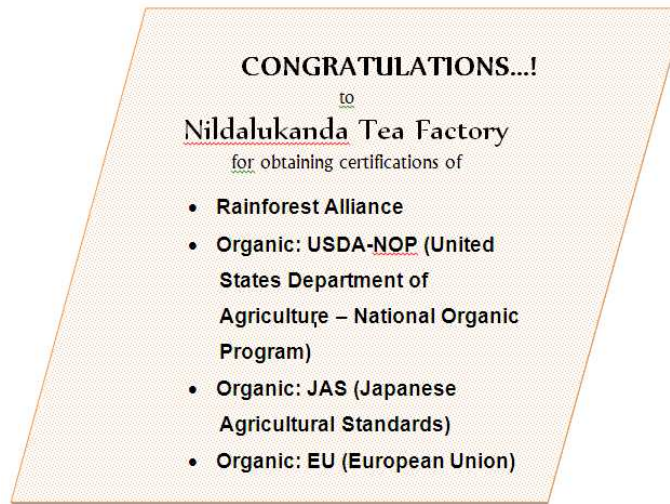 CONGRATULATIONS...!
to
Nildalukanda Tea Factory
for obtaining certifications of
• Rainforest Alliance
• Organic: USDA-NOP (United
States Department of
Agriculture – National Organic
Program)
• Organic: JAS (Japanese
Agricultural Standards)
• Organic: EU (European Union)